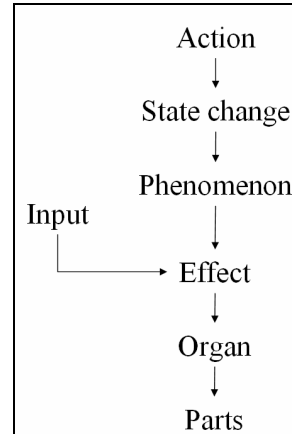 Action
State change
Phenomenon
Input
Effect
Organ
Parts